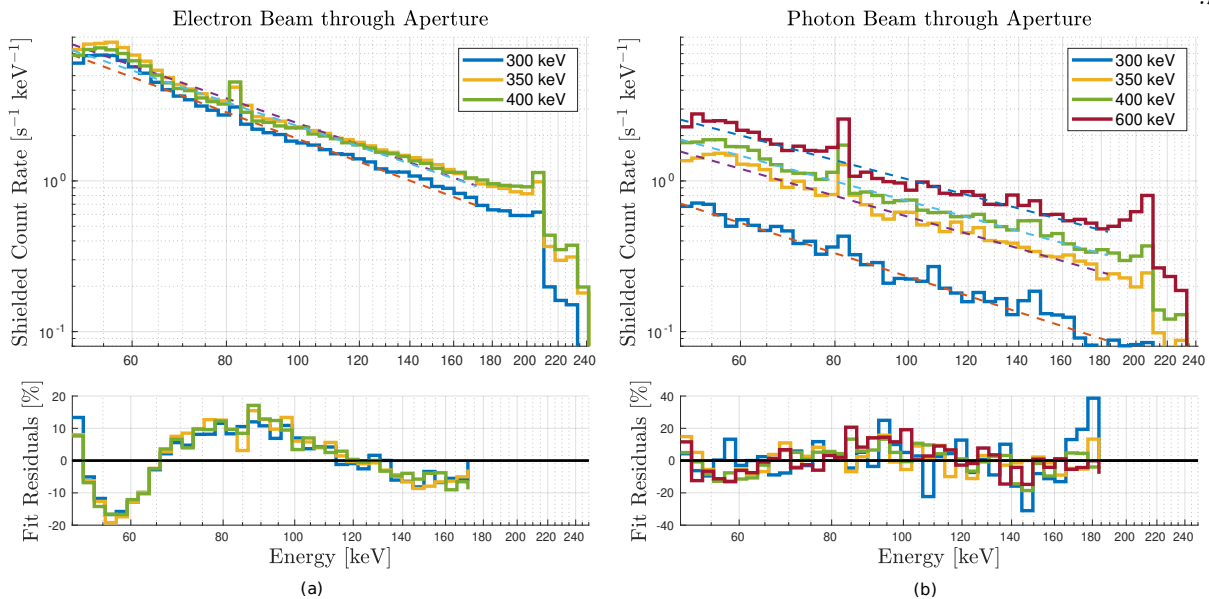 Electron Beam through Aperture
Shielded Count Rate [s⁻¹ keV⁻¹]
10⁰
10⁻¹
300 keV
350 keV
400 keV
60 80 100 120 140 160 180 200 220 240
Fit Residuals [%]
20
10
0
-10
-20
60 80 100 120 140 160 180 200 220 240
Energy [keV]
(a)
Photon Beam through Aperture
Shielded Count Rate [s⁻¹ keV⁻¹]
10⁰
10⁻¹
300 keV
350 keV
400 keV
600 keV
60 80 100 120 140 160 180 200 220 240
Fit Residuals [%]
40
20
0
-20
-40
60 80 100 120 140 160 180 200 220 240
Energy [keV]
(b)